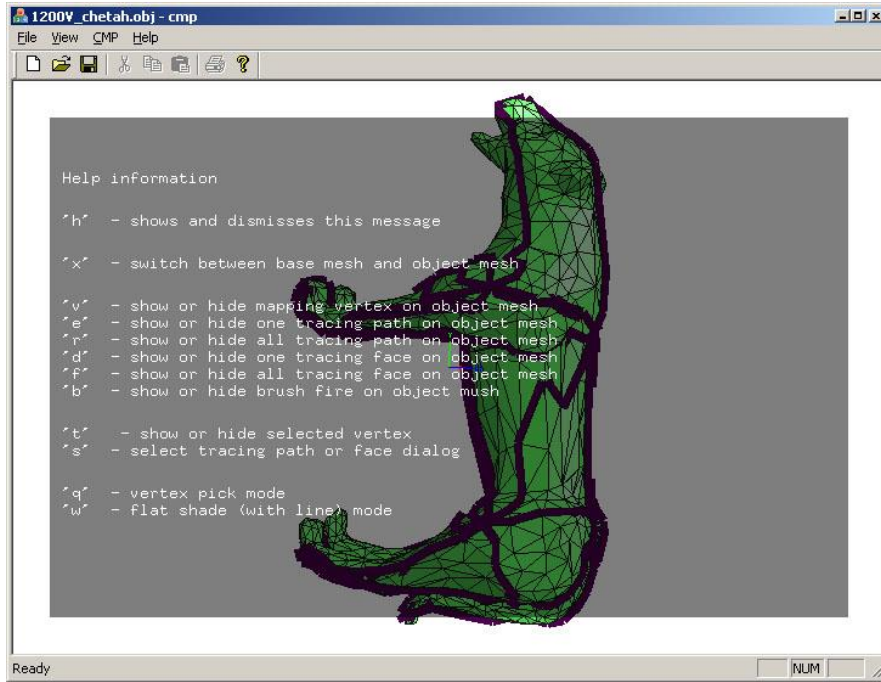 1200V_chetah.obj - cmp
File View CMP Help
Help information
'h' - shows and dismisses this message
'x' - switch between base mesh and object mesh
'v' - show or hide mapping vertex on object mesh
'e' - show or hide one tracing path on object mesh
'r' - show or hide all tracing path on object mesh
'd' - show or hide one tracing face on object mesh
'f' - show or hide all tracing face on object mesh
'b' - show or hide brush fire on object mush
't' - show or hide selected vertex
's' - select tracing path or face dialog
'q' - vertex pick mode
'w' - flat shade (with line) mode
Ready
NUM